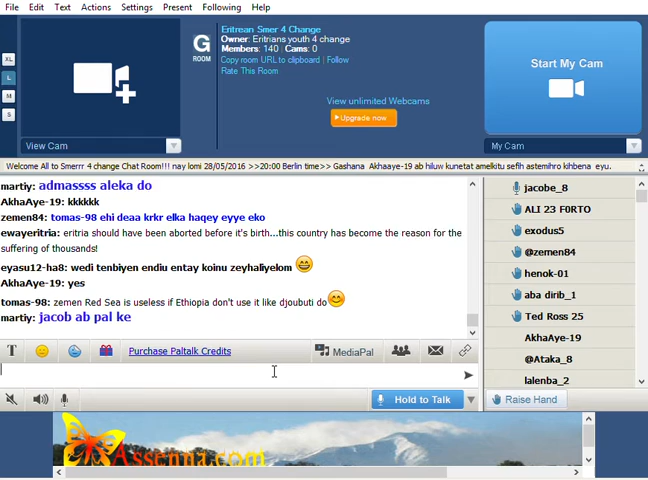 File Edit Text Actions Settings Present Following Help
XL
L
M
S
View Cam
G
ROOM
Eritrean Smer 4 Change
Owner: Eritrians youth 4 change
Members: 140 Cams: 0
Copy room URL to clipboard | Follow
Rate This Room
View unlimited Webcams
Upgrade now
Start My Cam
My Cam
Welcome All to Smerrr 4 change Chat Room!!! nay lomi 28/05/2016 >>20:00 Berlin time>> Gashana Akhaaye-19 ab hiluw kunetat amelkitu sefih astemihro kihbena eyu.
martiy: admassss aleka do
AkhaAye-19: kkkkkk
zemen84: tomas-98 ehi deaa krkr elka haqey eyye eko
ewayeritria: eritria should have been aborted before it's birth...this country has become the reason for the
suffering of thousands!
eyasu12-ha8: wedi tenbiyen endiu entay koinu zeyhaliyelom
AkhaAye-19: yes
tomas-98: zemen Red Sea is useless if Ethiopia don't use it like djoubuti do
martiy: jacob ab pal ke
jacobe_8
ALI 23 F0RTO
exodus5
@zemen84
henok-01
aba dirib_1
Ted Ross 25
AkhaAye-19
@Ataka_8
lalenba_2
T
Purchase Paltalk Credits
MediaPal
Hold to Talk
Raise Hand
Assenna.com